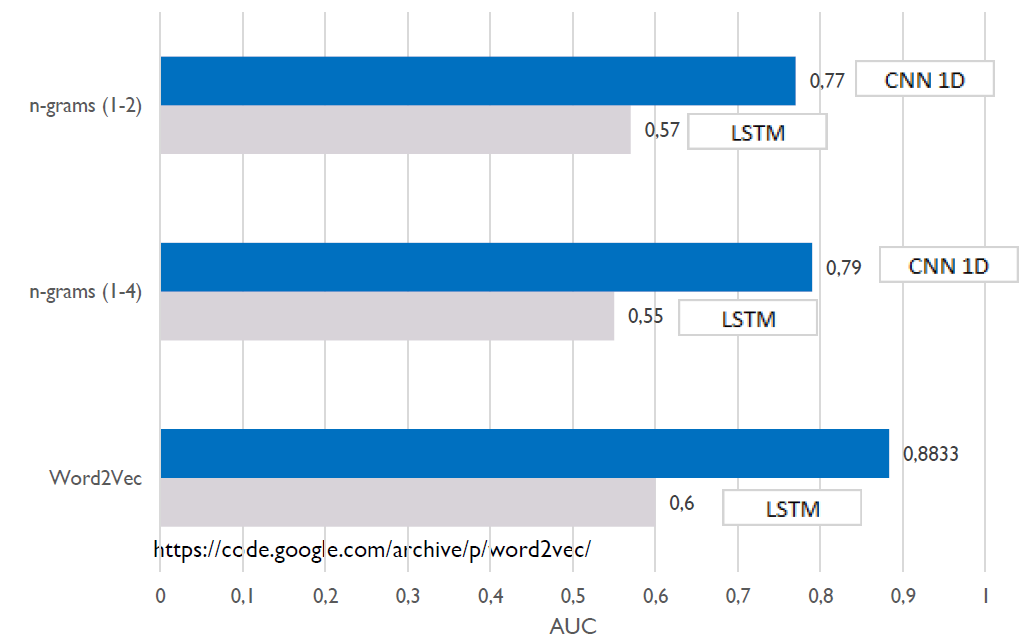 n-grams (1-2)
0,77
CNN 1D
0,57
LSTM
n-grams (1-4)
0,79
CNN 1D
0,55
LSTM
Word2Vec
0,8833
0,6
LSTM
https://code.google.com/archive/p/word2vec/
0 0,1 0,2 0,3 0,4 0,5 0,6 0,7 0,8 0,9 1
AUC